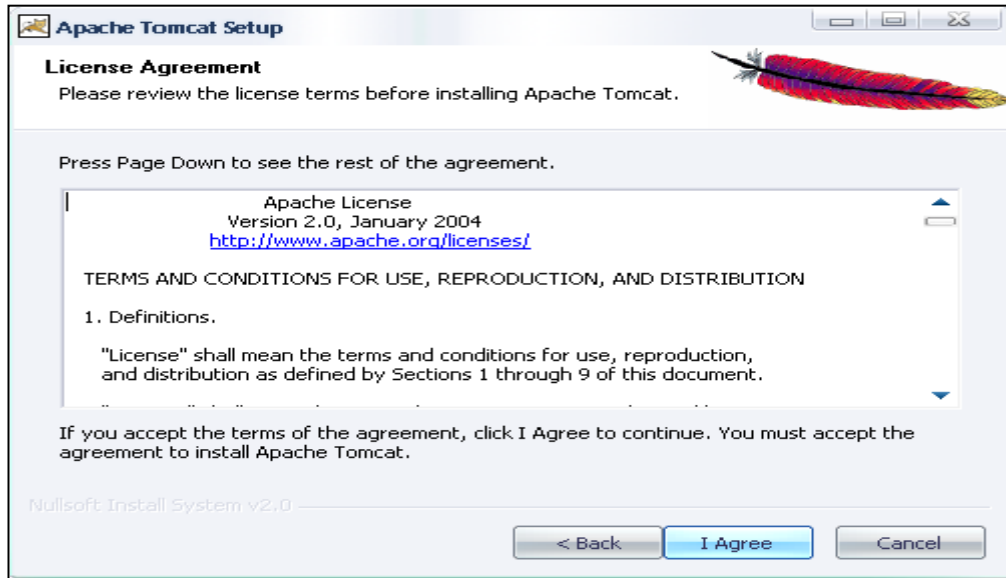 Apache Tomcat Setup
License Agreement
Please review the license terms before installing Apache Tomcat.
Press Page Down to see the rest of the agreement.
Apache License
Version 2.0, January 2004
http://www.apache.org/licenses/
TERMS AND CONDITIONS FOR USE, REPRODUCTION, AND DISTRIBUTION
1. Definitions.
"License" shall mean the terms and conditions for use, reproduction,
and distribution as defined by Sections 1 through 9 of this document.
If you accept the terms of the agreement, click I Agree to continue. You must accept the
agreement to install Apache Tomcat.
Nullsoft Install System v2.0
< Back
I Agree
Cancel